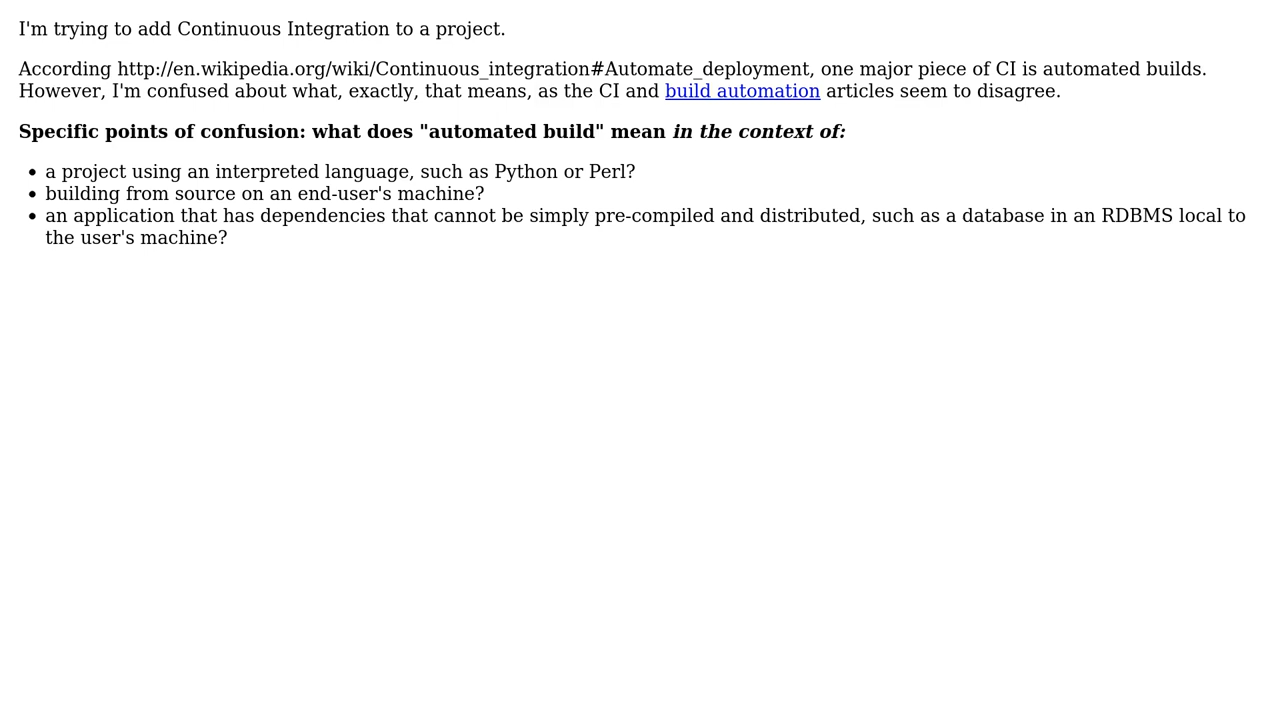 I'm trying to add Continuous Integration to a project.
According http://en.wikipedia.org/wiki/Continuous_integration#Automate_deployment, one major piece of CI is automated builds.
However, I'm confused about what, exactly, that means, as the CI and build automation articles seem to disagree.
Specific points of confusion: what does "automated build" mean in the context of:
• a project using an interpreted language, such as Python or Perl?
• building from source on an end-user's machine?
• an application that has dependencies that cannot be simply pre-compiled and distributed, such as a database in an RDBMS local to
the user's machine?